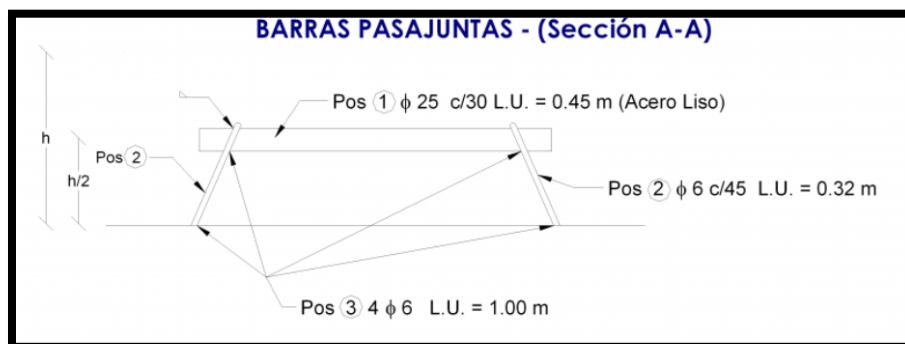 BARRAS PASAJUNTAS - (Sección A-A)
Pos 1 ϕ 25 c/30 L.U. = 0.45 m (Acero Liso)
h
Pos 2
h/2
Pos 2 ϕ 6 c/45 L.U. = 0.32 m
Pos 3 4 ϕ 6 L.U. = 1.00 m